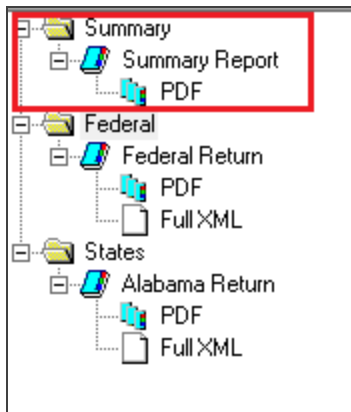 Summary
Summary Report
PDF
Federal
Federal Return
PDF
Full XML
States
Alabama Return
PDF
Full XML